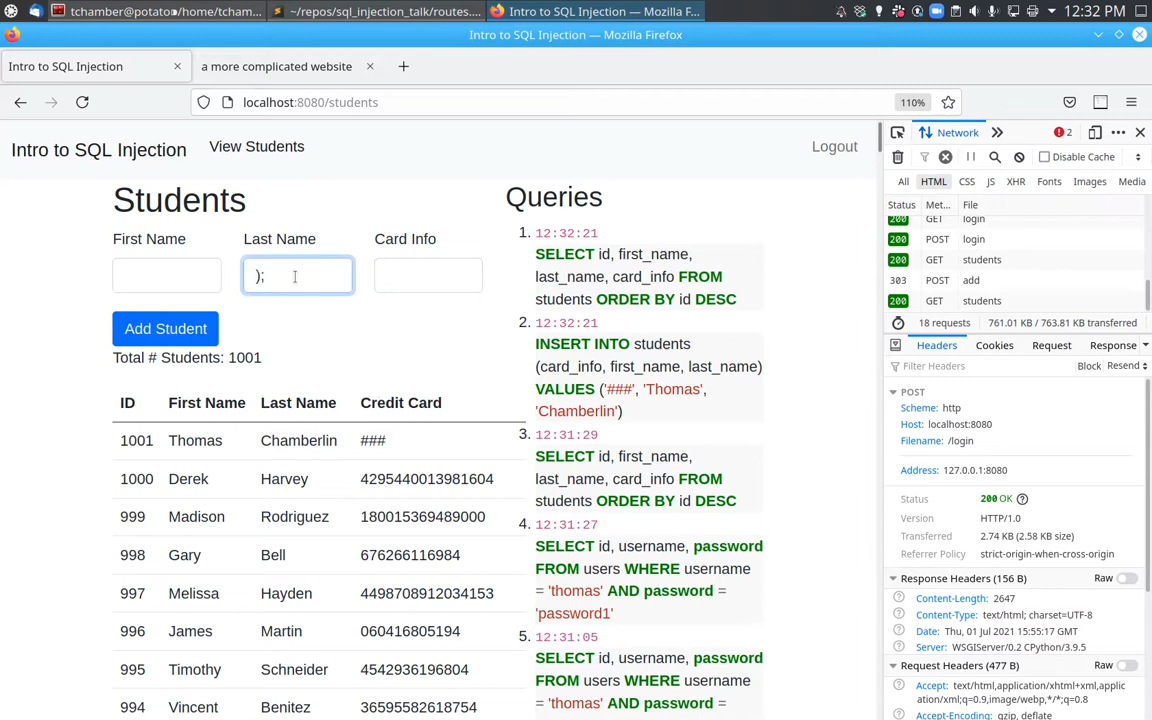 tchamber@potato:/home/tcham...
~/repos/sql_injection_talk/routes....
Intro to SQL Injection — Mozilla F...
12:32 PM
Intro to SQL Injection — Mozilla Firefox
Intro to SQL Injection
a more complicated website
localhost:8080/students
110%
Intro to SQL Injection
View Students
Logout
Students
First Name
Last Name
Card Info
);
Add Student
Total # Students: 1001
ID First Name Last Name Credit Card
1001 Thomas Chamberlin ###
1000 Derek Harvey 4295440013981604
999 Madison Rodriguez 180015369489000
998 Gary Bell 676266116984
997 Melissa Hayden 4498708912034153
996 James Martin 060416805194
995 Timothy Schneider 4542936196804
994 Vincent Benitez 36595582618754
Queries
1. 12:32:21
SELECT id, first_name,
last_name, card_info FROM
students ORDER BY id DESC
2. 12:32:21
INSERT INTO students
(card_info, first_name, last_name)
VALUES ('###', 'Thomas',
'Chamberlin')
3. 12:31:29
SELECT id, first_name,
last_name, card_info FROM
students ORDER BY id DESC
4. 12:31:27
SELECT id, username, password
FROM users WHERE username
= 'thomas' AND password =
'password1'
5. 12:31:05
SELECT id, username, password
FROM users WHERE username
= 'thomas' AND password =
Network
2
Disable Cache
All HTML CSS JS XHR Fonts Images Media
Status Met... File
200 GET login
200 POST login
200 GET students
303 POST add
200 GET students
18 requests 761.01 KB / 763.81 KB transferred
Headers Cookies Request Response
Filter Headers Block Resend
POST
Scheme: http
Host: localhost:8080
Filename: /login
Address: 127.0.0.1:8080
Status 200 OK
Version HTTP/1.0
Transferred 2.74 KB (2.58 KB size)
Referrer Policy strict-origin-when-cross-origin
Response Headers (156 B) Raw
Content-Length: 2647
Content-Type: text/html; charset=UTF-8
Date: Thu, 01 Jul 2021 15:55:17 GMT
Server: WSGIServer/0.2 CPython/3.9.5
Request Headers (477 B) Raw
Accept: text/html,application/xhtml+xml,applic
ation/xml;q=0.9,image/webp,*/*;q=0.8
Accept-Encoding: gzip, deflate